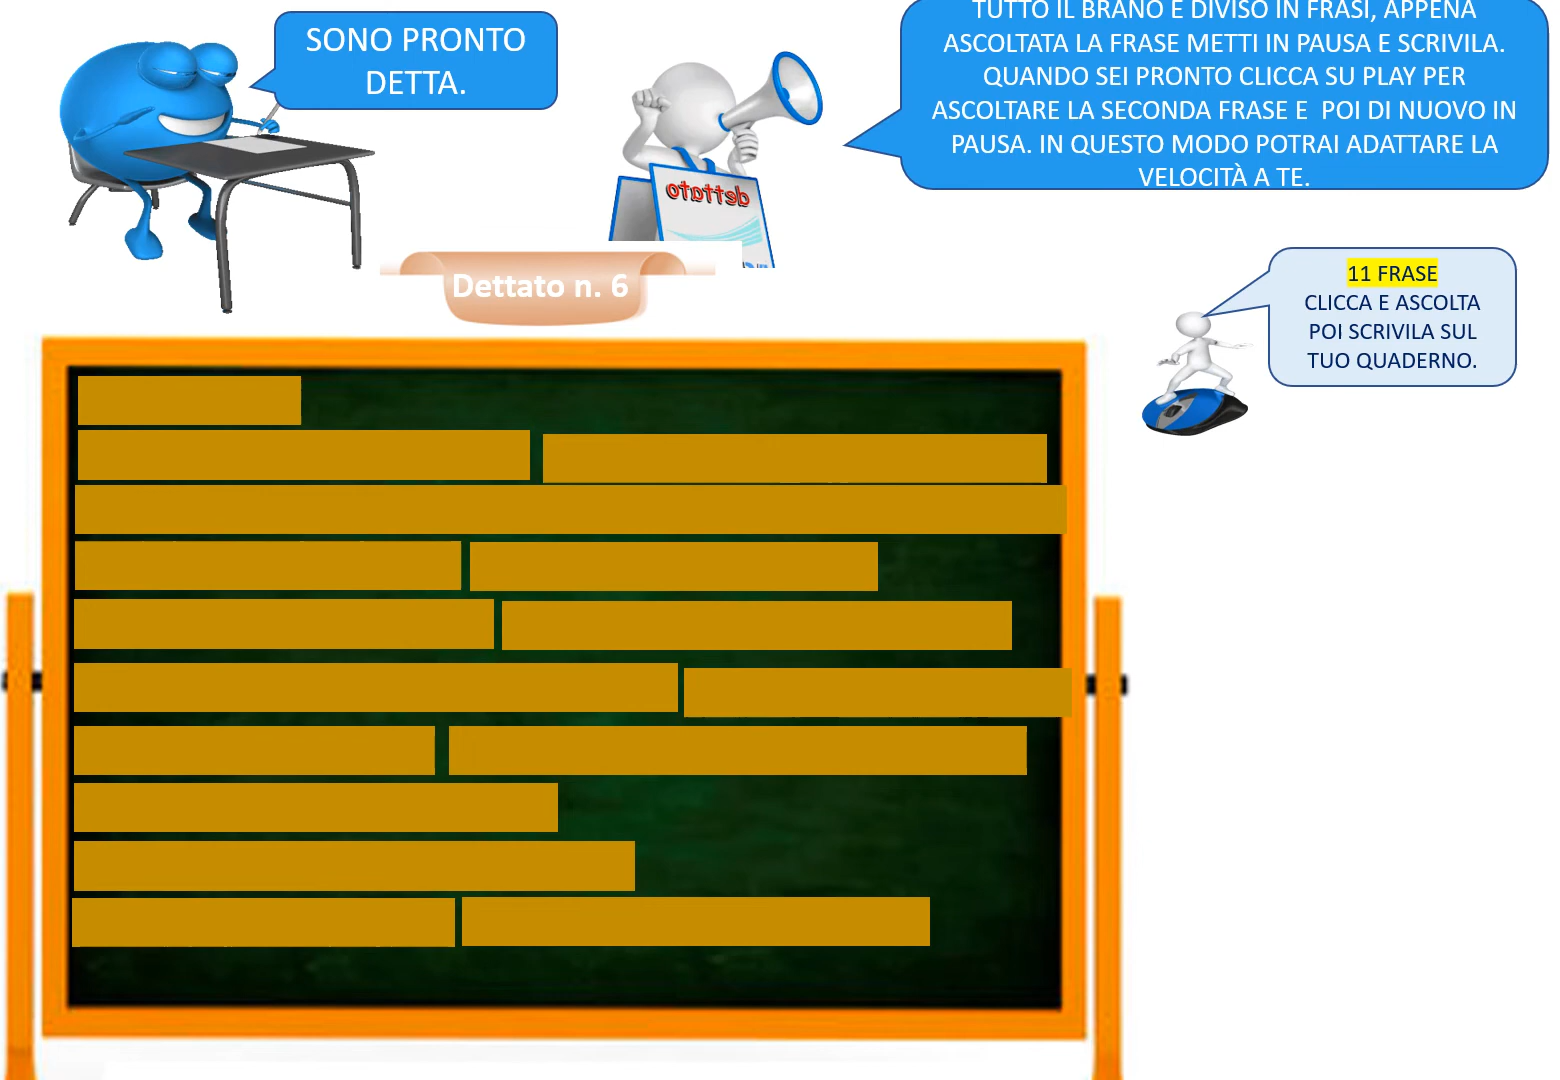 SONO PRONTO
DETTA.
TUTTO IL BRANO È DIVISO IN FRASI, APPENA
ASCOLTATA LA FRASE METTI IN PAUSA E SCRIVILA.
QUANDO SEI PRONTO CLICCA SU PLAY PER
ASCOLTARE LA SECONDA FRASE E POI DI NUOVO IN
PAUSA. IN QUESTO MODO POTRAI ADATTARE LA
VELOCITÀ A TE.
dettato
Dettato n. 6
11 FRASE
CLICCA E ASCOLTA
POI SCRIVILA SUL
TUO QUADERNO.